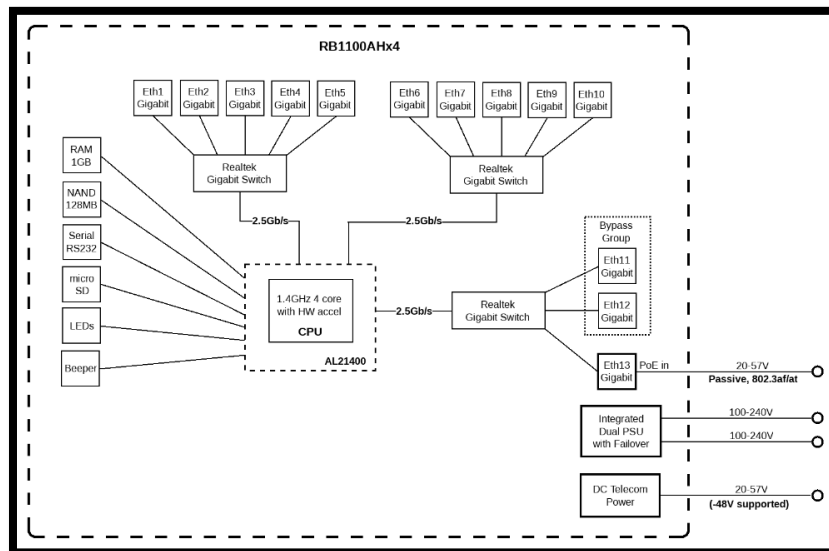 RB1100AHx4
Eth1
Gigabit
Eth2
Gigabit
Eth3
Gigabit
Eth4
Gigabit
Eth5
Gigabit
Eth6
Gigabit
Eth7
Gigabit
Eth8
Gigabit
Eth9
Gigabit
Eth10
Gigabit
Realtek
Gigabit Switch
Realtek
Gigabit Switch
RAM
1GB
NAND
128MB
Serial
RS232
micro
SD
LEDs
Beeper
2.5Gb/s
2.5Gb/s
1.4GHz 4 core
with HW accel
CPU
AL21400
2.5Gb/s
Realtek
Gigabit Switch
Bypass
Group
Eth11
Gigabit
Eth12
Gigabit
Eth13
Gigabit
PoE in
20-57V
Passive, 802.3af/at
Integrated
Dual PSU
with Failover
100-240V
100-240V
DC Telecom
Power
20-57V
(-48V supported)